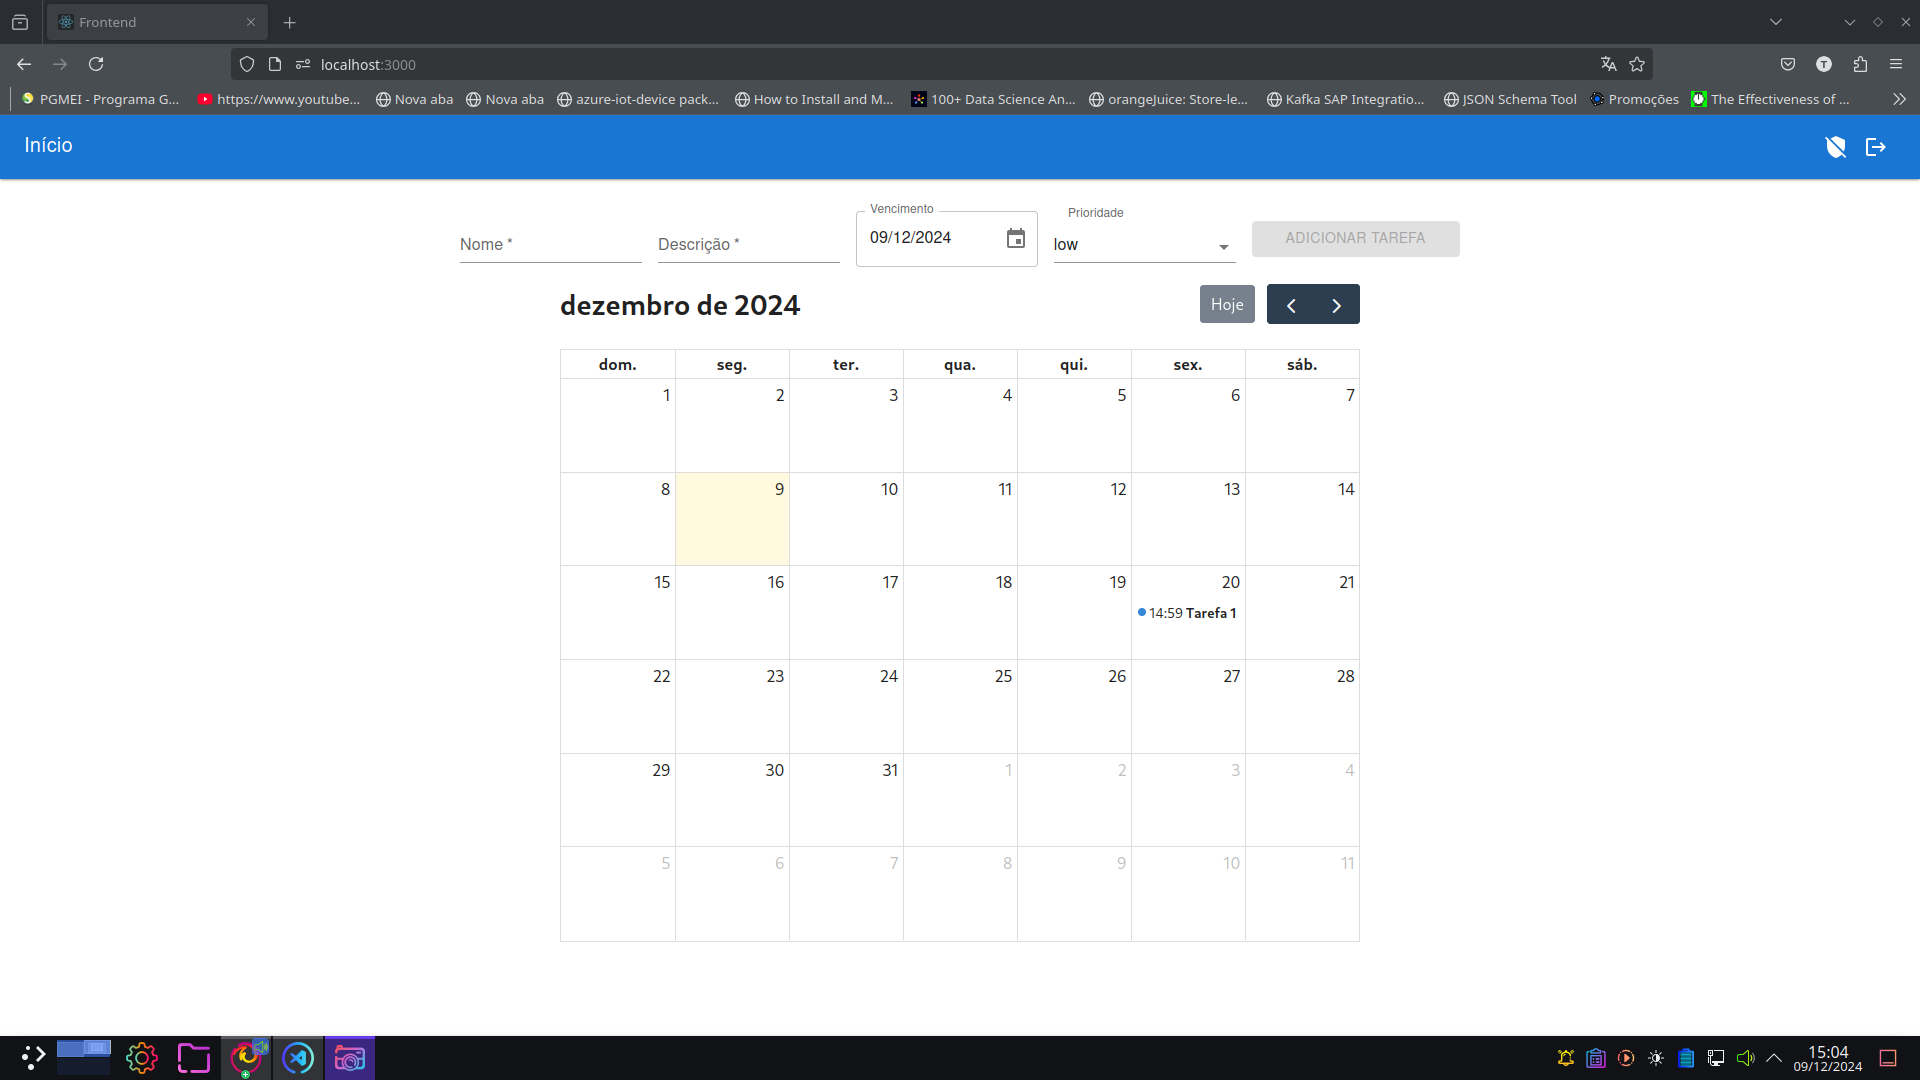 Frontend
localhost:3000
PGMEI - Programa G...
https://www.youtube...
Nova aba
Nova aba
azure-iot-device pack...
How to Install and M...
100+ Data Science An...
orangeJuice: Store-le...
Kafka SAP Integratio...
JSON Schema Tool
Promoções
The Effectiveness of ...
T
Início
Nome *
Descrição *
Vencimento
09/12/2024
Prioridade
low
ADICIONAR TAREFA
dezembro de 2024
Hoje
dom. seg. ter. qua. qui. sex. sáb.
1 2 3 4 5 6 7
8 9 10 11 12 13 14
15 16 17 18 19 20 21
14:59 Tarefa 1
22 23 24 25 26 27 28
29 30 31 1 2 3 4
5 6 7 8 9 10 11
15:04
09/12/2024